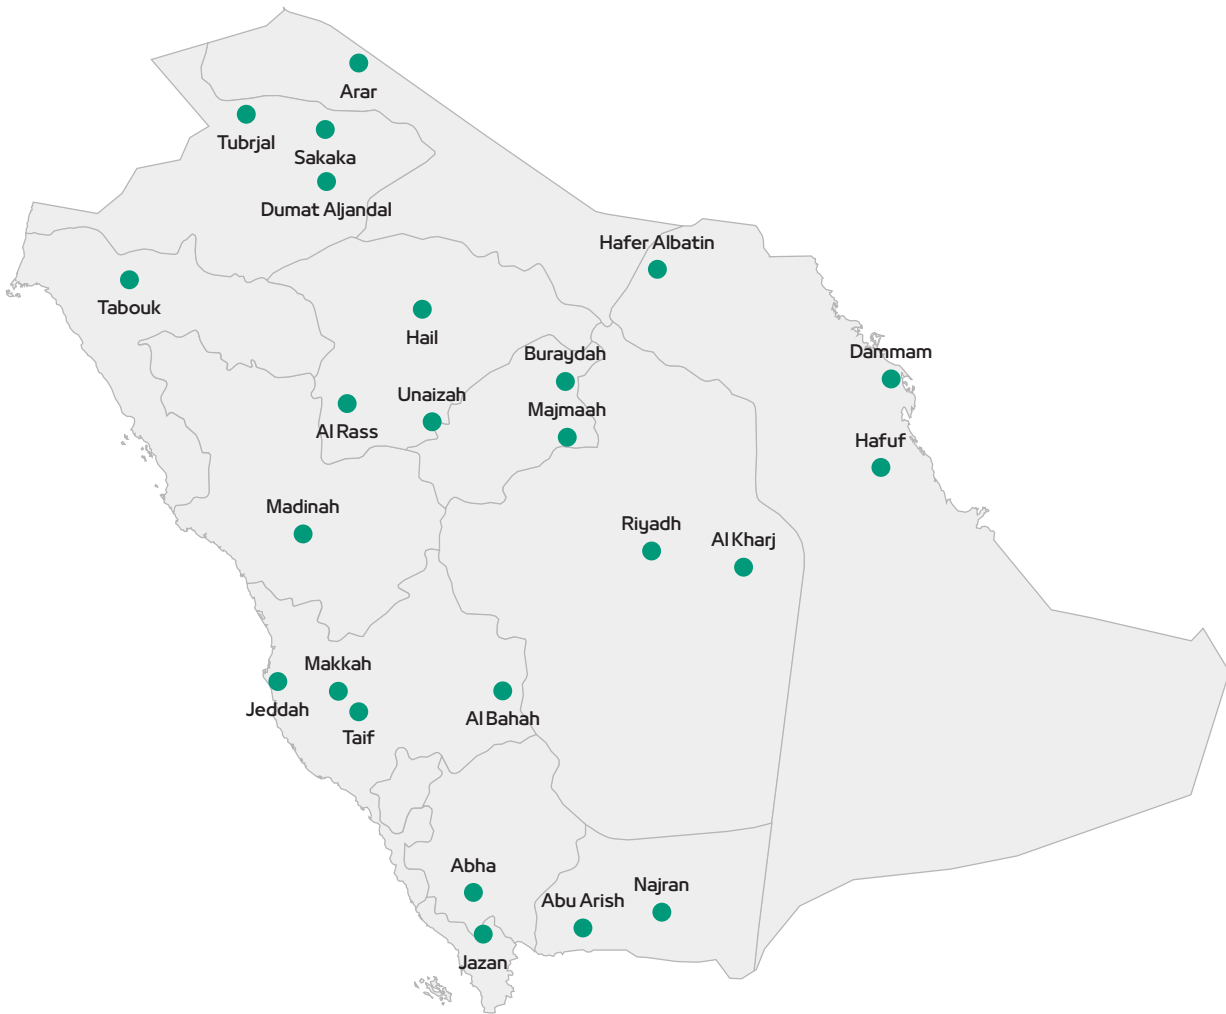 Arar
Tubrjal
Sakaka
Dumat Aljandal
Hafer Albatin
Tabouk
Hail
Buraydah
Dammam
Unaizah
Majmaah
Al Rass
Hafuf
Madinah
Riyadh
Al Kharj
Makkah
Jeddah
Al Bahah
Taif
Abha
Najran
Abu Arish
Jazan